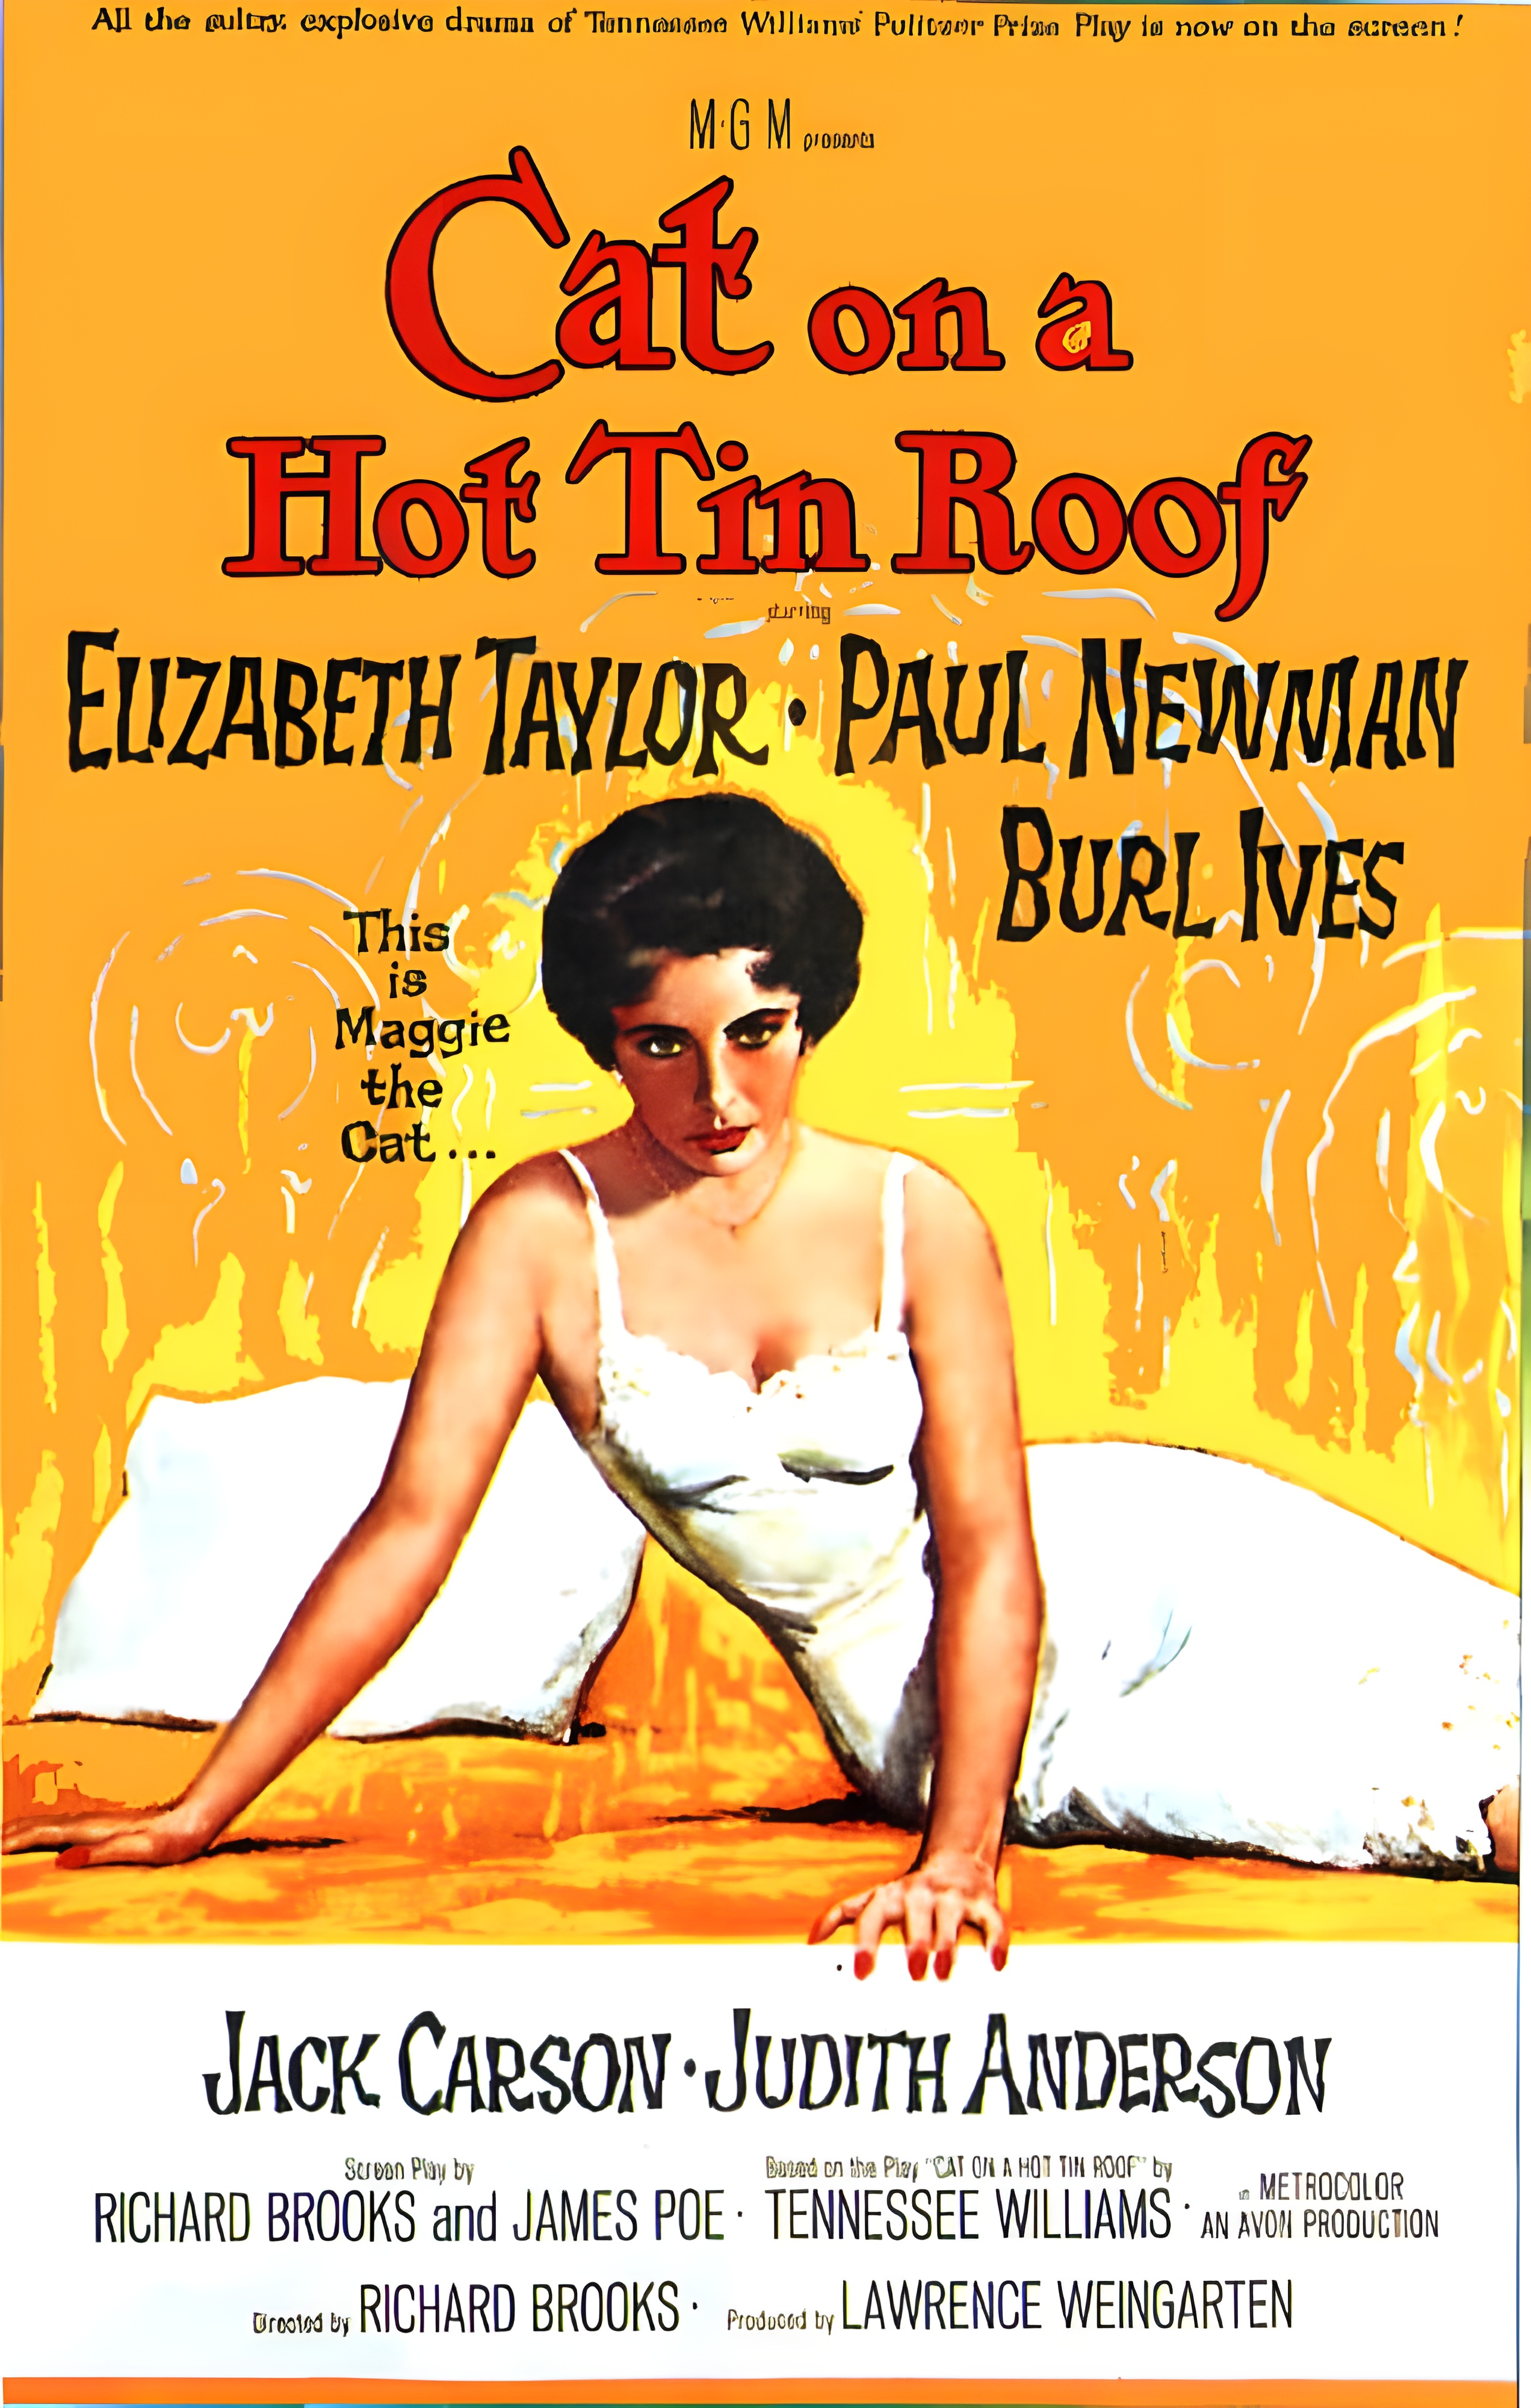 All the sultry, explosive drama of Tennessee Williams' Pulitzer Prize Play is now on the screen!
M-G-M presents
Cat on a
Hot Tin Roof
starring
ELIZABETH TAYLOR • PAUL NEWMAN
BURL IVES
This
is
Maggie
the
Cat...
JACK CARSON • JUDITH ANDERSON
Screen Play by
RICHARD BROOKS and JAMES POE •
Based on the Play "CAT ON A HOT TIN ROOF" by
TENNESSEE WILLIAMS •
in METROCOLOR
AN AVON PRODUCTION
Directed by RICHARD BROOKS •
Produced by LAWRENCE WEINGARTEN